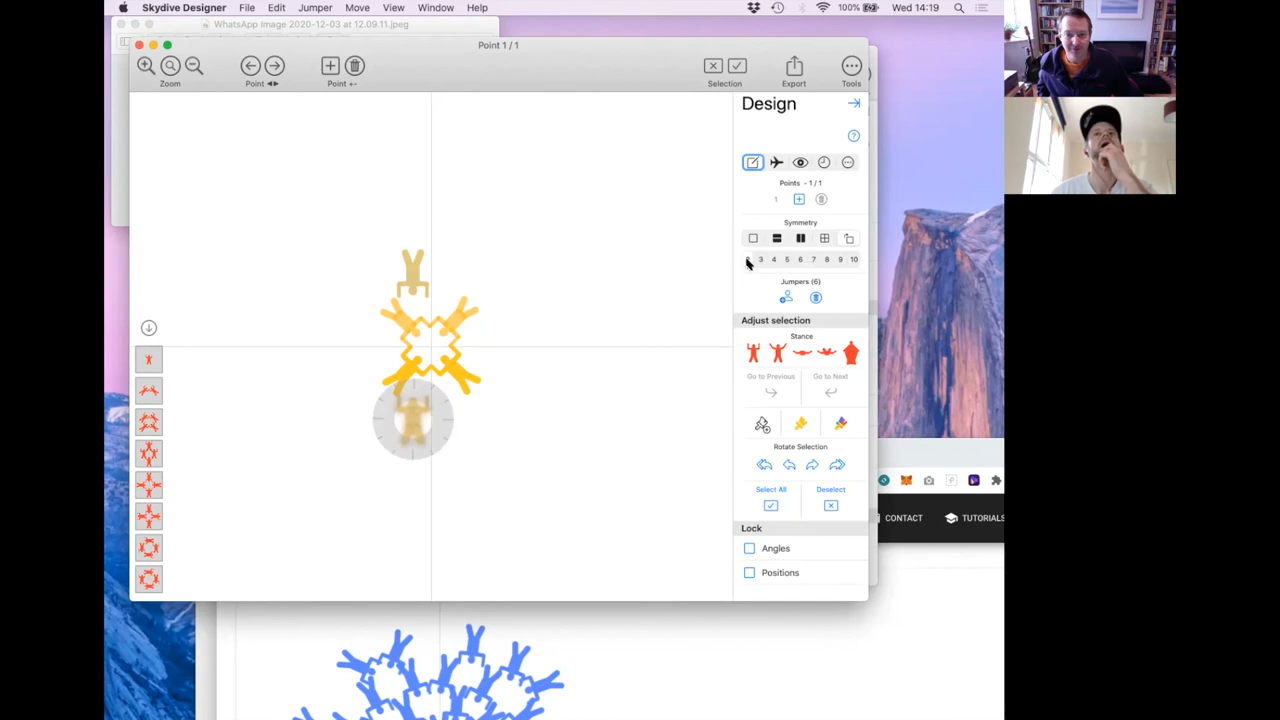 Skydive Designer File Edit Jumper Move View Window Help 100% Wed 14:19
WhatsApp Image 2020-12-03 at 12.09.11.jpeg
Point 1 / 1
Zoom Point ◀▶ Point +- Selection Export Tools
Design
Points - 1 / 1
1
Symmetry
3 4 5 6 7 8 9 10
Jumpers (6)
Adjust selection
Stance
Go to Previous Go to Next
Rotate Selection
Select All Deselect
Lock
Angles
Positions
CONTACT TUTORIALS